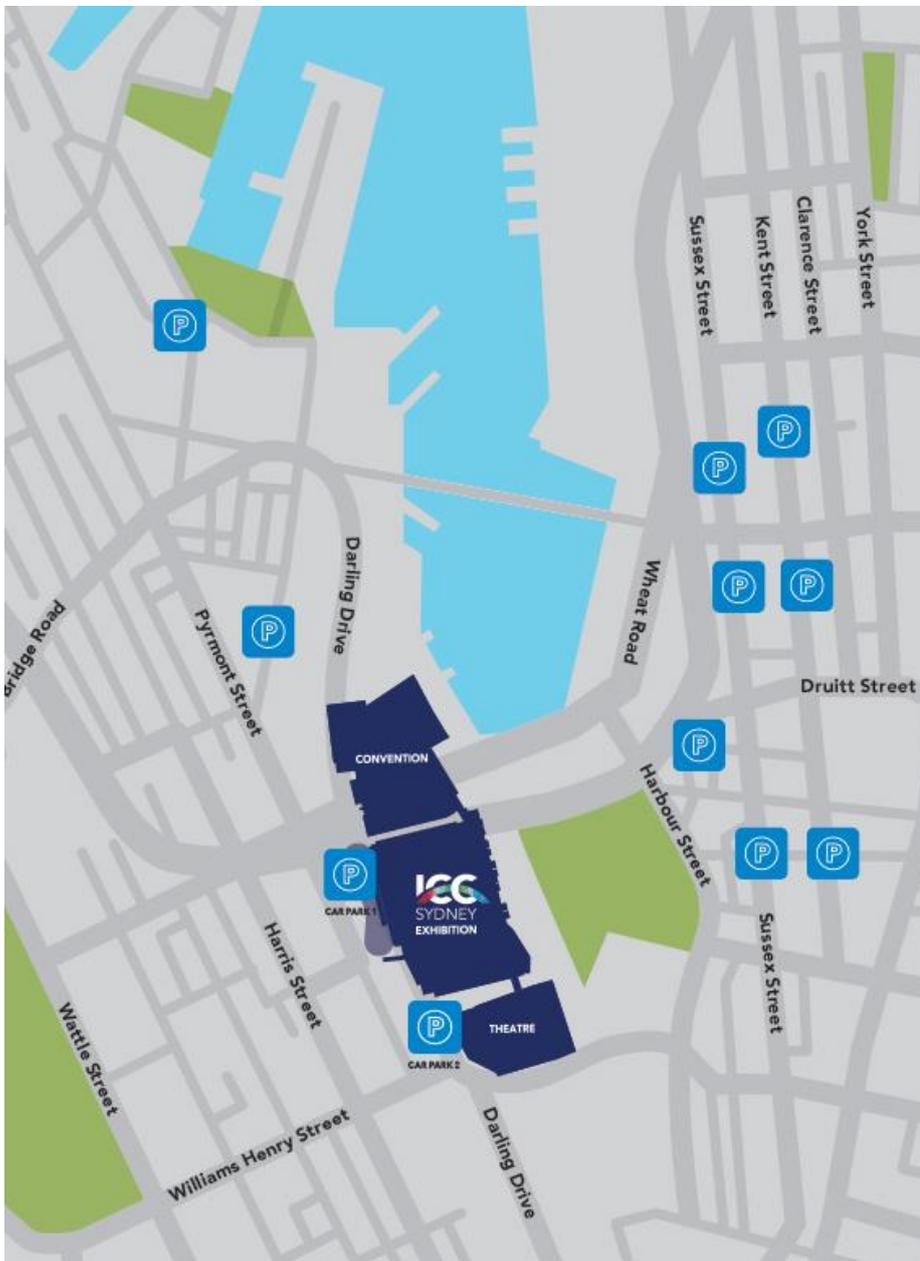 Sussex Street
Kent Street
Clarence Street
York Street
P
P
P
Darling Drive
Wheat Road
P
P
Bridge Road
Pyrmont Street
P
Druitt Street
P
CONVENTION
Harbour Street
P
P
P
CAR PARK 1
ICC
SYDNEY
EXHIBITION
Harris Street
Sussex Street
Wattle Street
P
CAR PARK 2
THEATRE
Williams Henry Street
Darling Drive